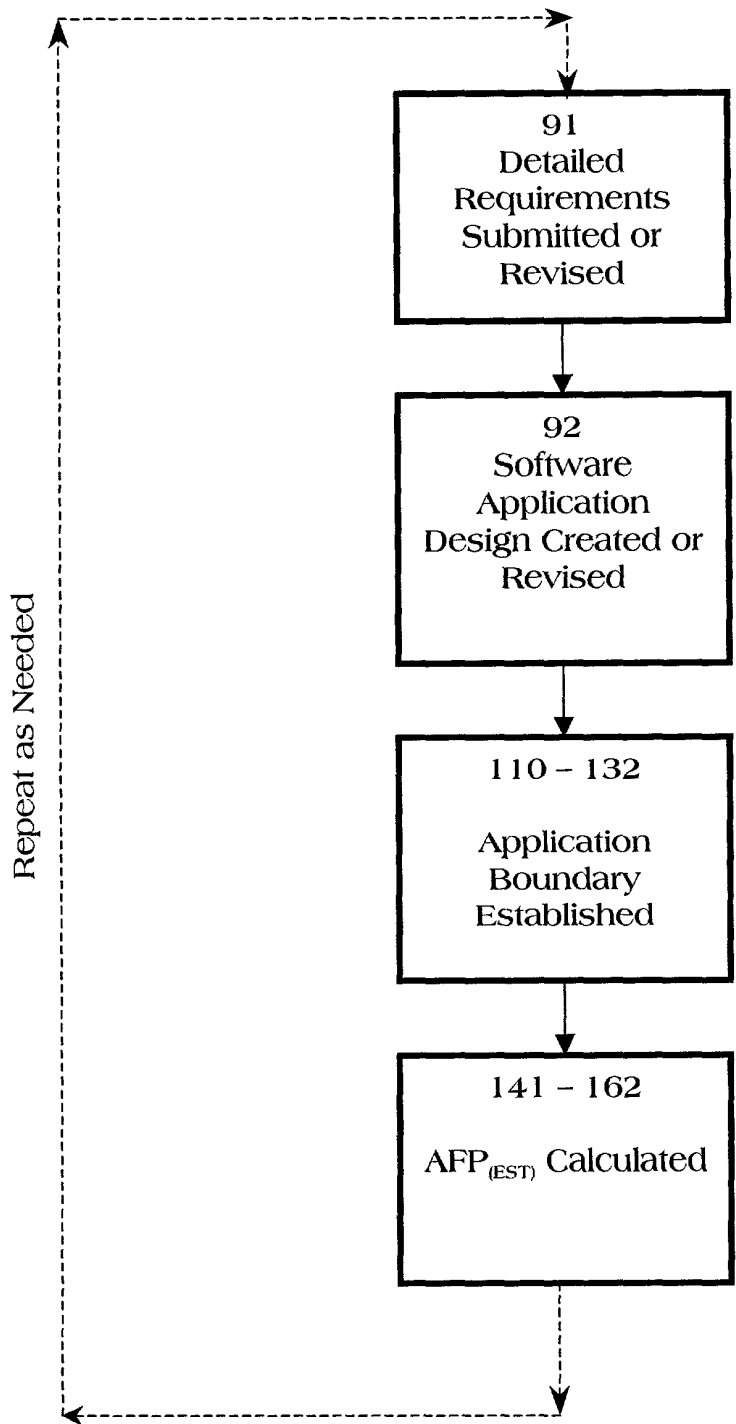 91
Detailed
Requirements
Submitted or
Revised
92
Software
Application
Design Created or
Revised
Repeat as Needed
110 – 132
Application
Boundary
Established
141 – 162
AFP(EST) Calculated